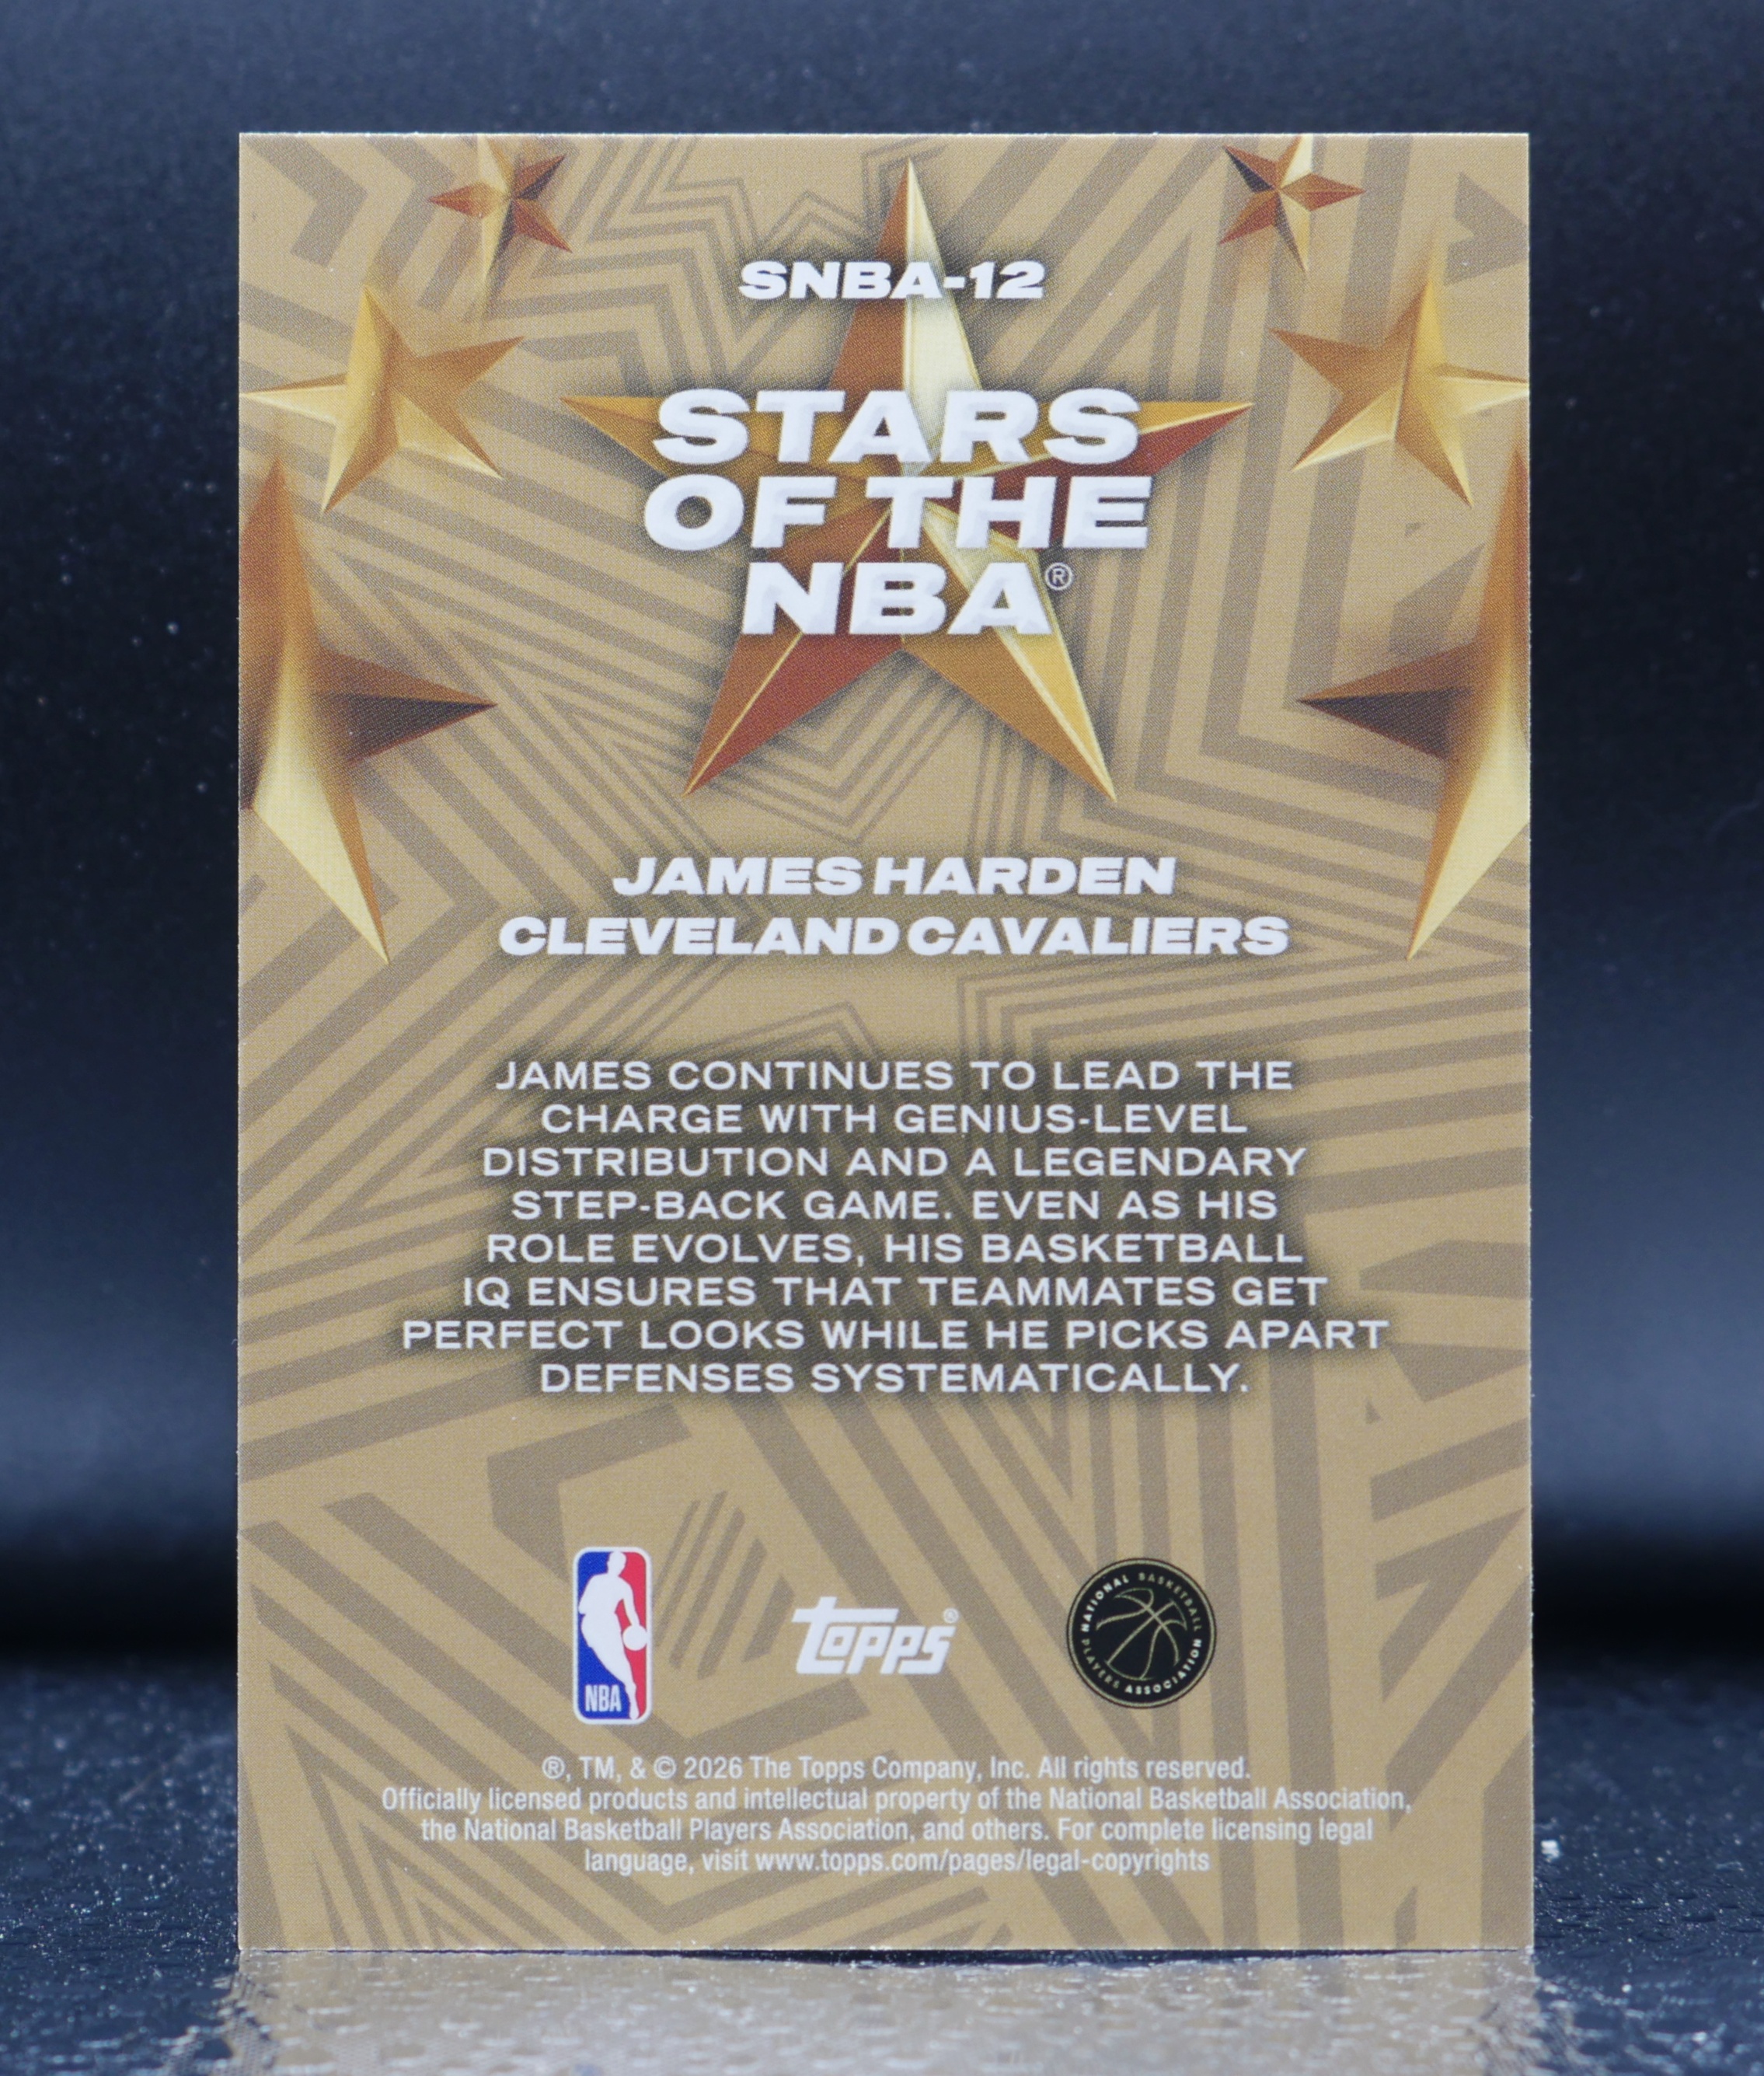 SNBA-12
STARS
OF THE
NBA®
JAMES HARDEN
CLEVELAND CAVALIERS
JAMES CONTINUES TO LEAD THE
CHARGE WITH GENIUS-LEVEL
DISTRIBUTION AND A LEGENDARY
STEP-BACK GAME. EVEN AS HIS
ROLE EVOLVES, HIS BASKETBALL
IQ ENSURES THAT TEAMMATES GET
PERFECT LOOKS WHILE HE PICKS APART
DEFENSES SYSTEMATICALLY.
NBA
topps®
NATIONAL BASKETBALL PLAYERS ASSOCIATION
®, TM, & © 2026 The Topps Company, Inc. All rights reserved.
Officially licensed products and intellectual property of the National Basketball Association,
the National Basketball Players Association, and others. For complete licensing legal
language, visit www.topps.com/pages/legal-copyrights